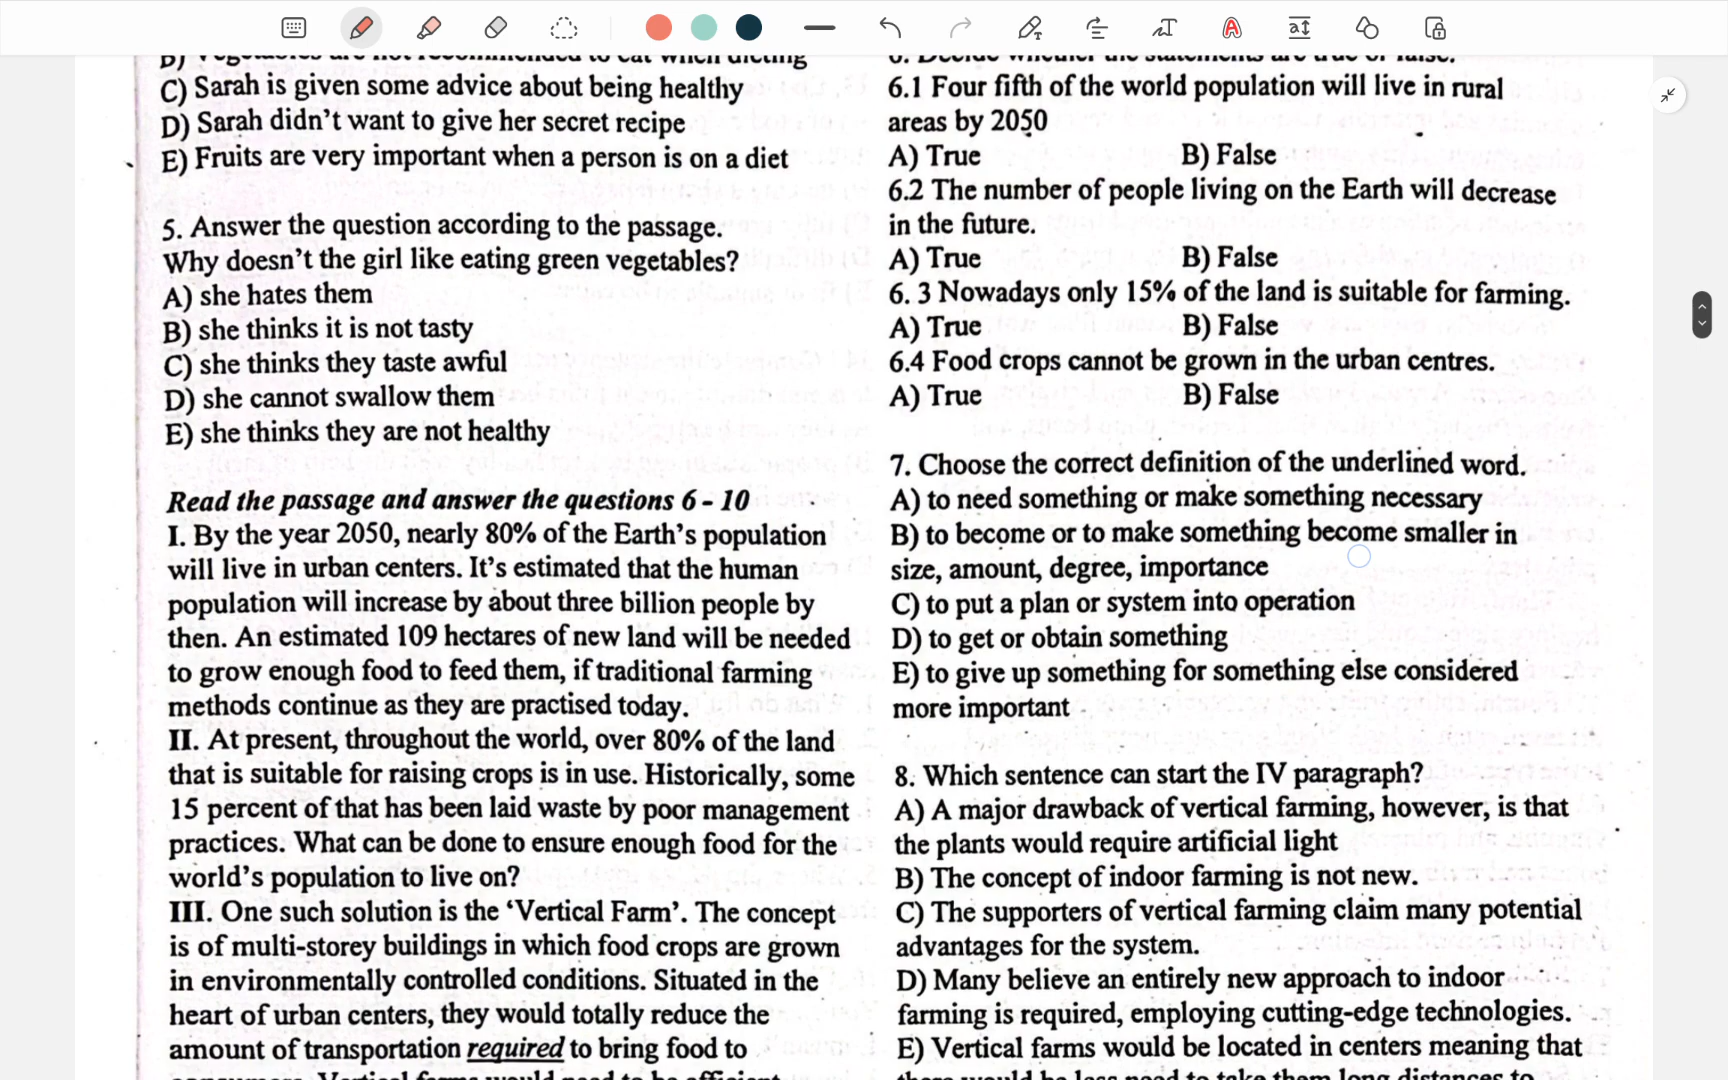 C) Sarah is given some advice about being healthy
D) Sarah didn't want to give her secret recipe
E) Fruits are very important when a person is on a diet
5. Answer the question according to the passage.
Why doesn't the girl like eating green vegetables?
A) she hates them
B) she thinks it is not tasty
C) she thinks they taste awful
D) she cannot swallow them
E) she thinks they are not healthy
Read the passage and answer the questions 6 - 10
I. By the year 2050, nearly 80% of the Earth's population
will live in urban centers. It's estimated that the human
population will increase by about three billion people by
then. An estimated 109 hectares of new land will be needed
to grow enough food to feed them, if traditional farming
methods continue as they are practised today.
II. At present, throughout the world, over 80% of the land
that is suitable for raising crops is in use. Historically, some
15 percent of that has been laid waste by poor management
practices. What can be done to ensure enough food for the
world's population to live on?
III. One such solution is the 'Vertical Farm'. The concept
is of multi-storey buildings in which food crops are grown
in environmentally controlled conditions. Situated in the
heart of urban centers, they would totally reduce the
amount of transportation required to bring food to
6. Decide whether the statements are true or false.
6.1 Four fifth of the world population will live in rural
areas by 2050
A) True B) False
6.2 The number of people living on the Earth will decrease
in the future.
A) True B) False
6. 3 Nowadays only 15% of the land is suitable for farming.
A) True B) False
6.4 Food crops cannot be grown in the urban centres.
A) True B) False
7. Choose the correct definition of the underlined word.
A) to need something or make something necessary
B) to become or to make something become smaller in
size, amount, degree, importance
C) to put a plan or system into operation
D) to get or obtain something
E) to give up something for something else considered
more important
8. Which sentence can start the IV paragraph?
A) A major drawback of vertical farming, however, is that
the plants would require artificial light
B) The concept of indoor farming is not new.
C) The supporters of vertical farming claim many potential
advantages for the system.
D) Many believe an entirely new approach to indoor
farming is required, employing cutting-edge technologies.
E) Vertical farms would be located in centers meaning that
there would be less need to take them long distances to